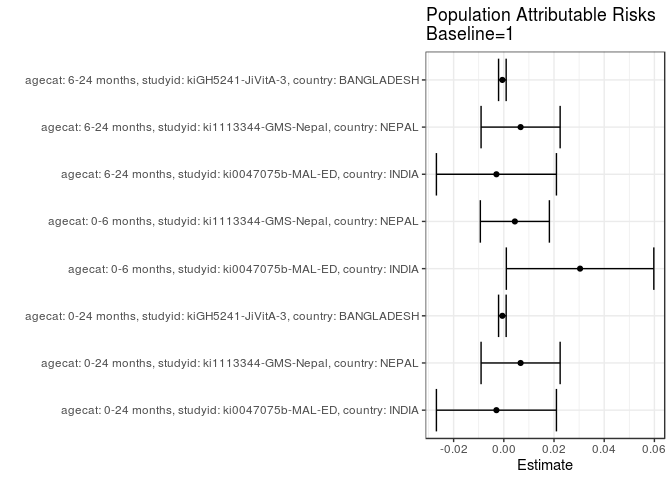 Population Attributable Risks
Baseline=1
agecat: 6-24 months, studyid: kiGH5241-JiVitA-3, country: BANGLADESH
agecat: 6-24 months, studyid: ki1113344-GMS-Nepal, country: NEPAL
agecat: 6-24 months, studyid: ki0047075b-MAL-ED, country: INDIA
agecat: 0-6 months, studyid: ki1113344-GMS-Nepal, country: NEPAL
agecat: 0-6 months, studyid: ki0047075b-MAL-ED, country: INDIA
agecat: 0-24 months, studyid: kiGH5241-JiVitA-3, country: BANGLADESH
agecat: 0-24 months, studyid: ki1113344-GMS-Nepal, country: NEPAL
agecat: 0-24 months, studyid: ki0047075b-MAL-ED, country: INDIA
-0.02 0.00 0.02 0.04 0.06
Estimate